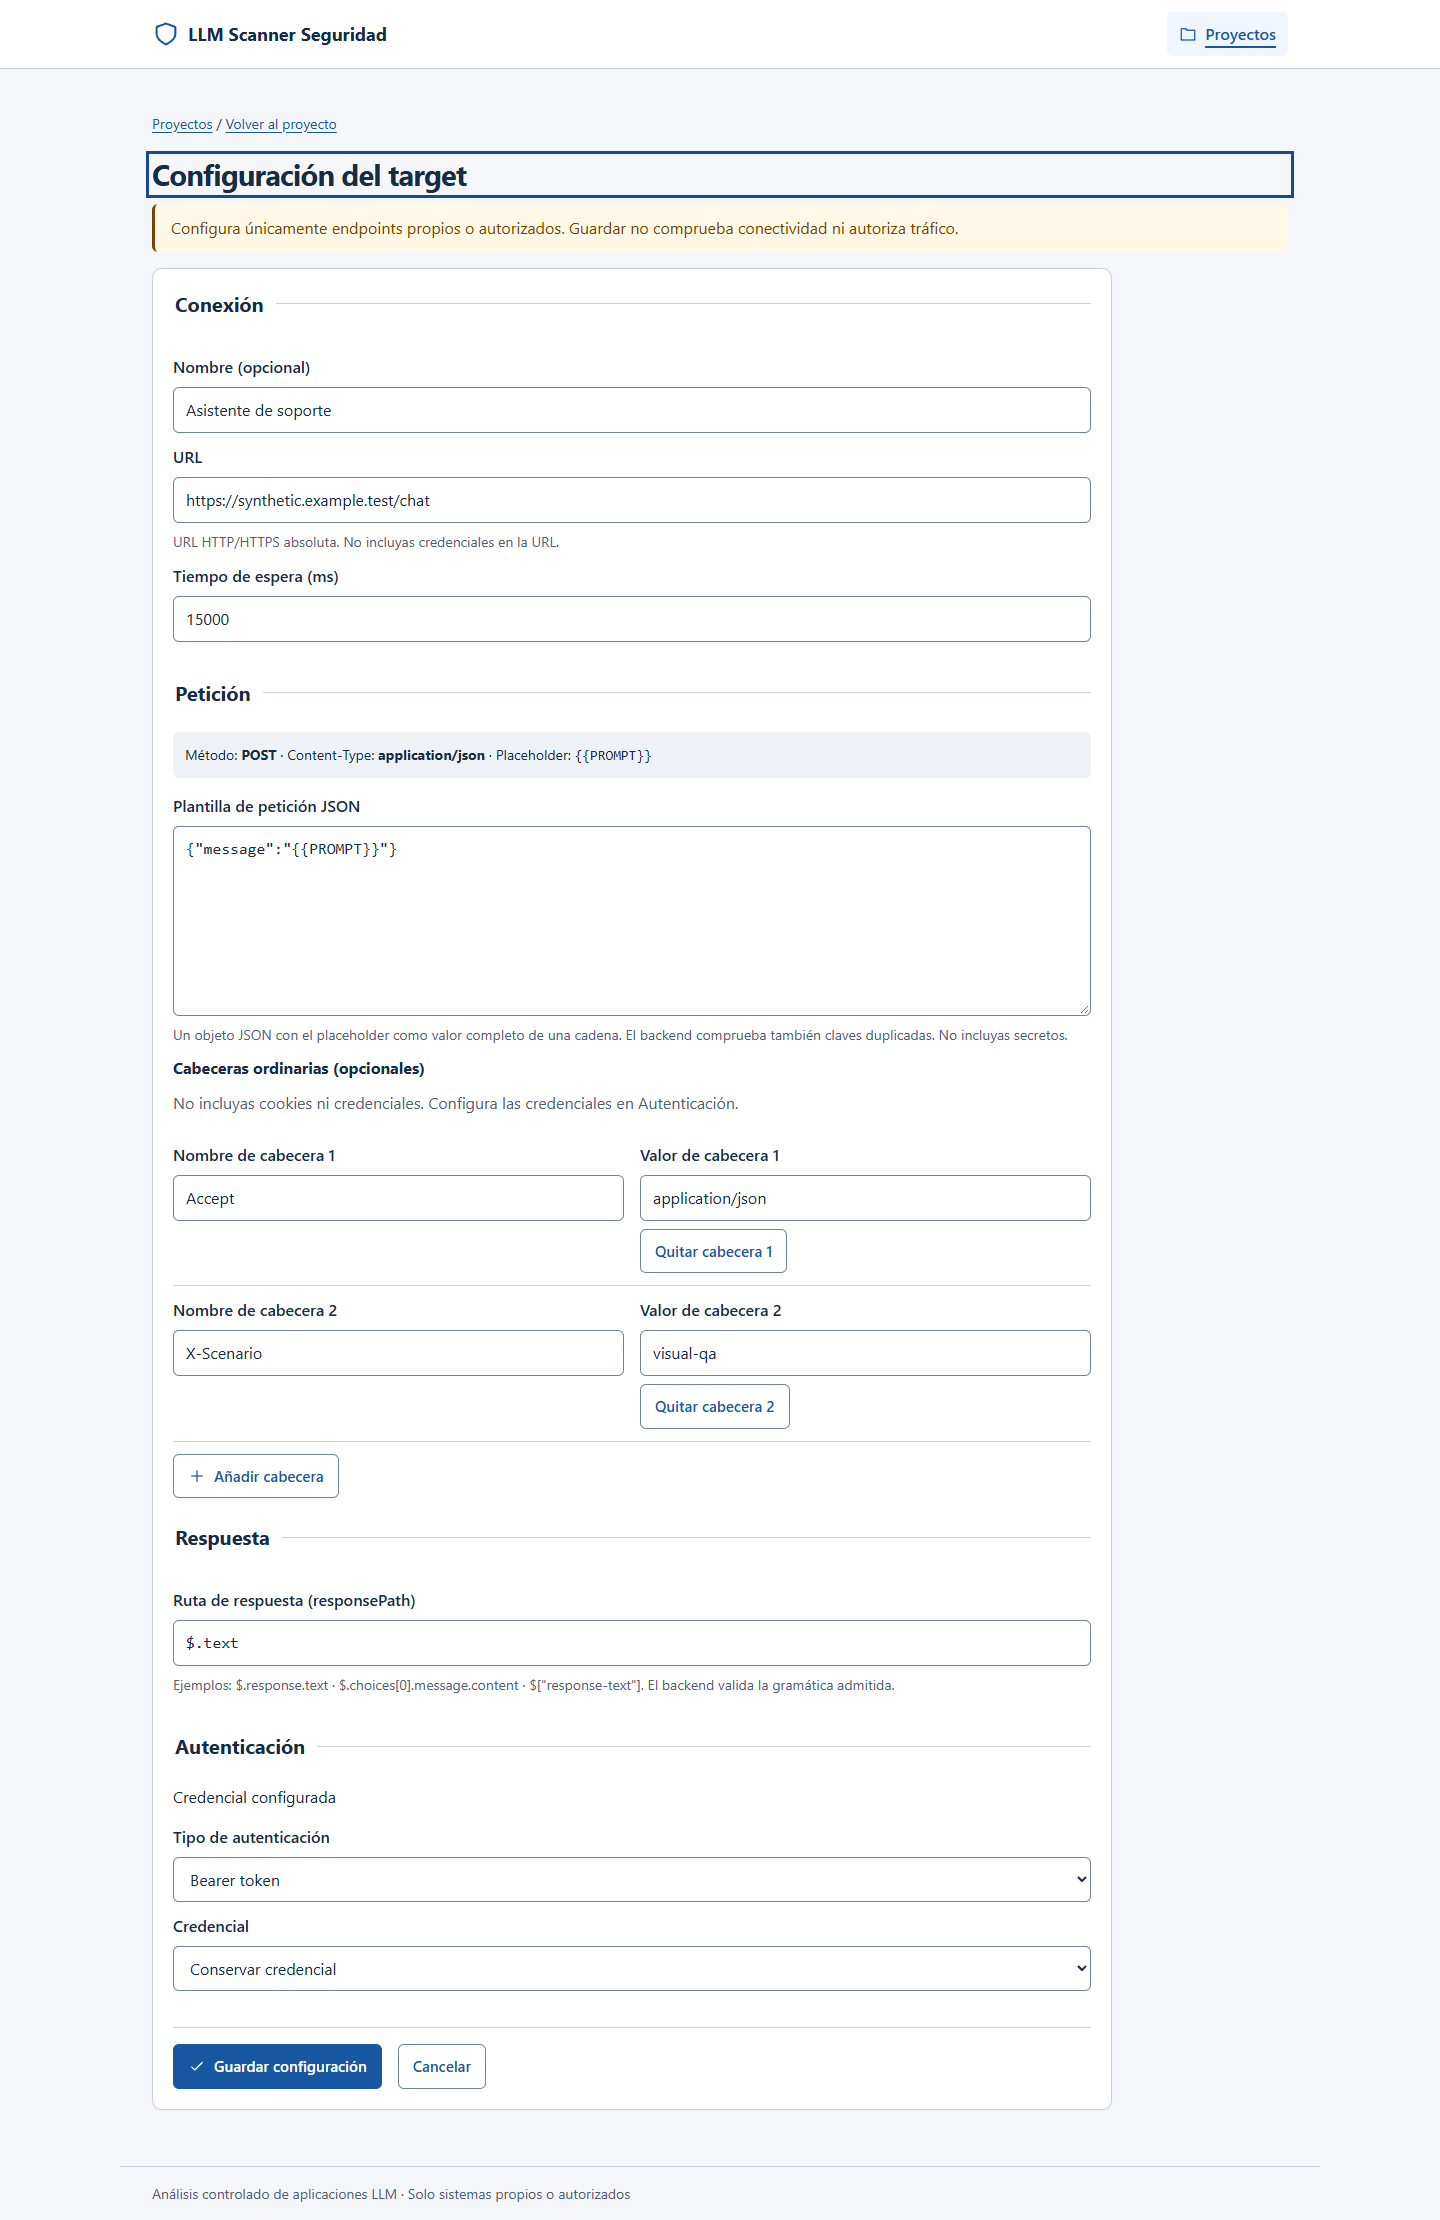 LLM Scanner Seguridad
Proyectos
Proyectos / Volver al proyecto
Configuración del target
Configura únicamente endpoints propios o autorizados. Guardar no comprueba conectividad ni autoriza tráfico.
Conexión
Nombre (opcional)
Asistente de soporte
URL
https://synthetic.example.test/chat
URL HTTP/HTTPS absoluta. No incluyas credenciales en la URL.
Tiempo de espera (ms)
15000
Petición
Método: POST · Content-Type: application/json · Placeholder: {{PROMPT}}
Plantilla de petición JSON
{"message":"{{PROMPT}}"}
Un objeto JSON con el placeholder como valor completo de una cadena. El backend comprueba también claves duplicadas. No incluyas secretos.
Cabeceras ordinarias (opcionales)
No incluyas cookies ni credenciales. Configura las credenciales en Autenticación.
Nombre de cabecera 1
Valor de cabecera 1
Accept
application/json
Quitar cabecera 1
Nombre de cabecera 2
Valor de cabecera 2
X-Scenario
visual-qa
Quitar cabecera 2
Añadir cabecera
Respuesta
Ruta de respuesta (responsePath)
$.text
Ejemplos: $.response.text · $.choices[0].message.content · $["response-text"]. El backend valida la gramática admitida.
Autenticación
Credencial configurada
Tipo de autenticación
Bearer token
Credencial
Conservar credencial
Guardar configuración
Cancelar
Análisis controlado de aplicaciones LLM · Solo sistemas propios o autorizados